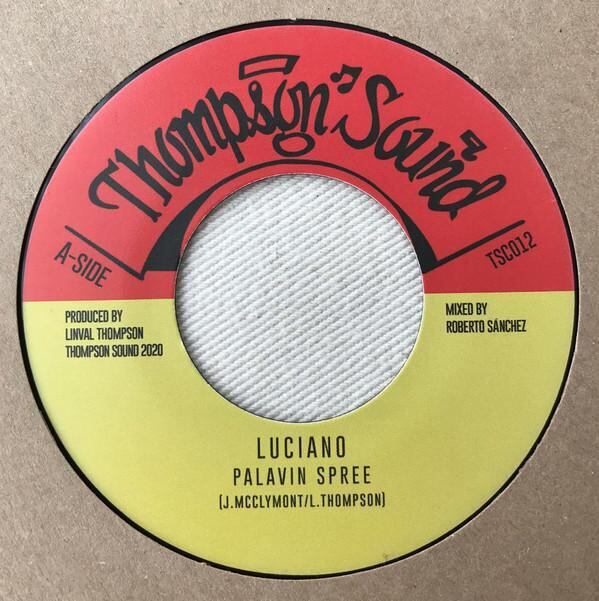 Thompson Sound
A-SIDE
TSC012
PRODUCED BY
LINVAL THOMPSON
THOMPSON SOUND 2020
MIXED BY
ROBERTO SÁNCHEZ
LUCIANO
PALAVIN SPREE
(J.MCCLYMONT/L.THOMPSON)